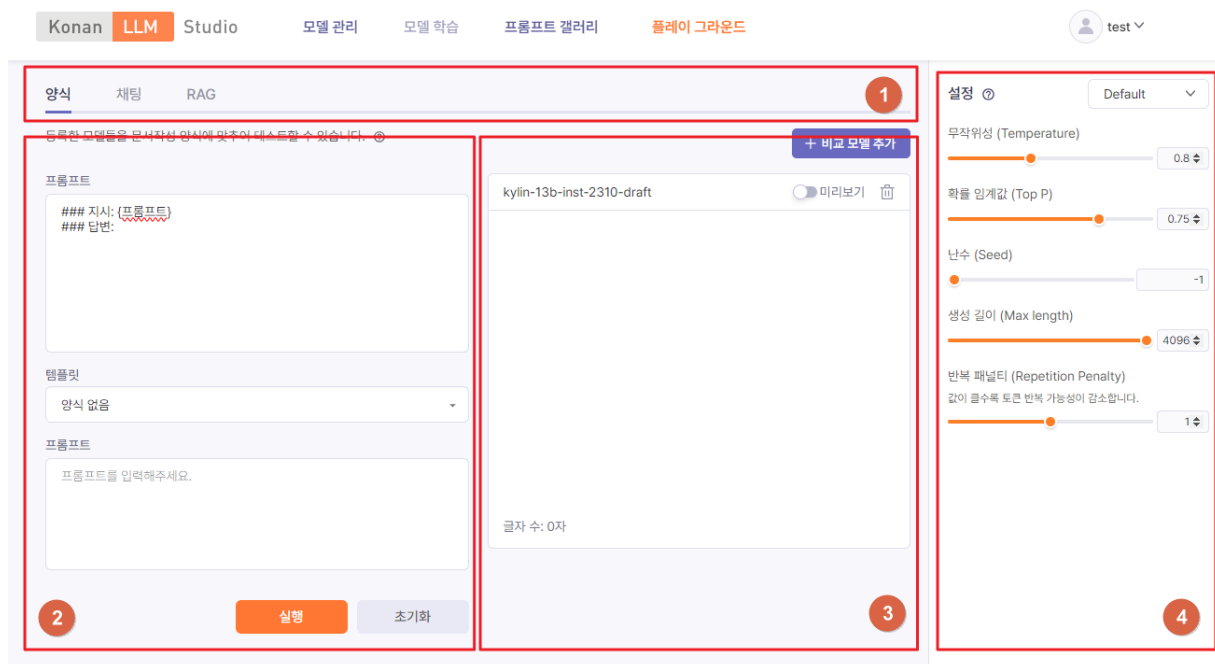 Konan LLM Studio 모델 관리 모델 학습 프롬프트 갤러리 플레이 그라운드 test
양식 채팅 RAG 1
등록한 모델들을 문서작성 양식에 맞추어 테스트할 수 있습니다.
+ 비교 모델 추가
프롬프트
### 지시: {프롬프트}
### 답변:
템플릿
양식 없음
프롬프트
프롬프트를 입력해주세요.
2 실행 초기화
kylin-13b-inst-2310-draft 미리보기
글자 수: 0자
3
설정 Default
무작위성 (Temperature)
0.8
확률 임계값 (Top P)
0.75
난수 (Seed)
-1
생성 길이 (Max length)
4096
반복 패널티 (Repetition Penalty)
값이 클수록 토큰 반복 가능성이 감소합니다.
1
4